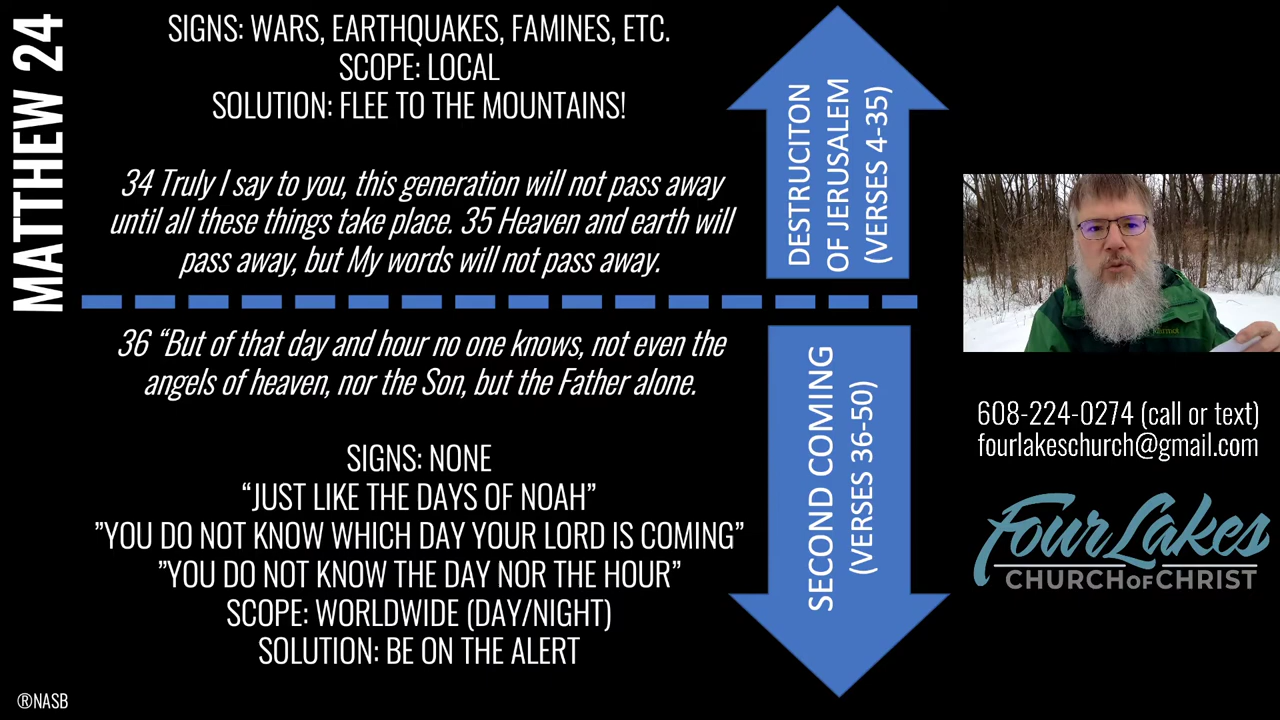 MATTHEW 24
SIGNS: WARS, EARTHQUAKES, FAMINES, ETC.
SCOPE: LOCAL
SOLUTION: FLEE TO THE MOUNTAINS!
34 Truly I say to you, this generation will not pass away
until all these things take place. 35 Heaven and earth will
pass away, but My words will not pass away.
DESTRUCITON
OF JERUSALEM
(VERSES 4-35)
36 “But of that day and hour no one knows, not even the
angels of heaven, nor the Son, but the Father alone.
SIGNS: NONE
“JUST LIKE THE DAYS OF NOAH”
”YOU DO NOT KNOW WHICH DAY YOUR LORD IS COMING”
”YOU DO NOT KNOW THE DAY NOR THE HOUR”
SCOPE: WORLDWIDE (DAY/NIGHT)
SOLUTION: BE ON THE ALERT
SECOND COMING
(VERSES 36-50)
608-224-0274 (call or text)
fourlakeschurch@gmail.com
Four Lakes
CHURCH OF CHRIST
®NASB